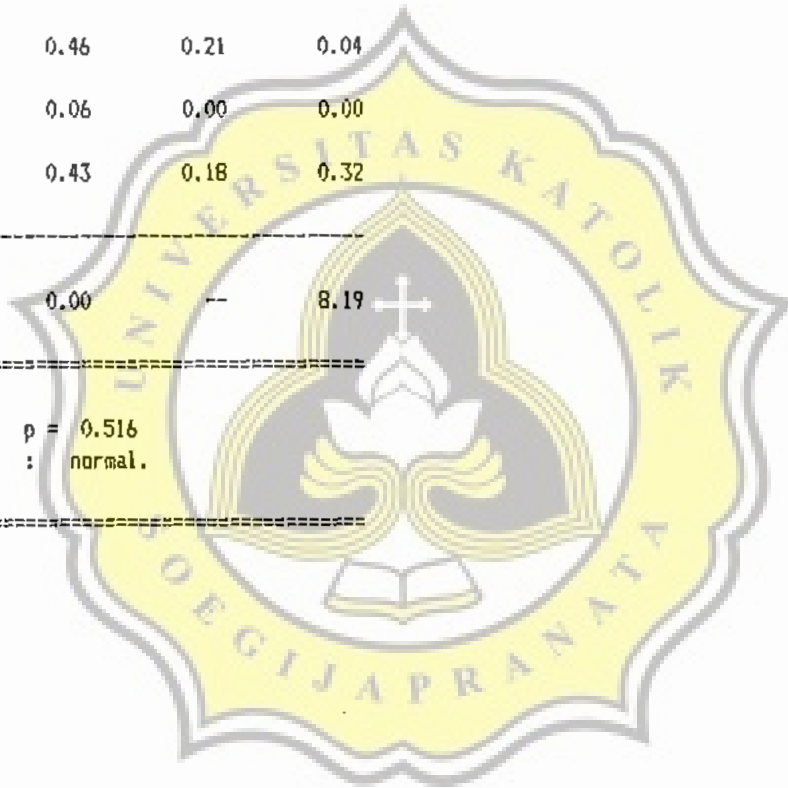 0.46 0.21 0.04
0.06 0.00 0.00
0.43 0.18 0.32
--------------------
0.00 -- 8.19
====================
p = 0.516
: normal.
====================
UNIVERSITAS KATOLIK
SOEGIJAPRANATA